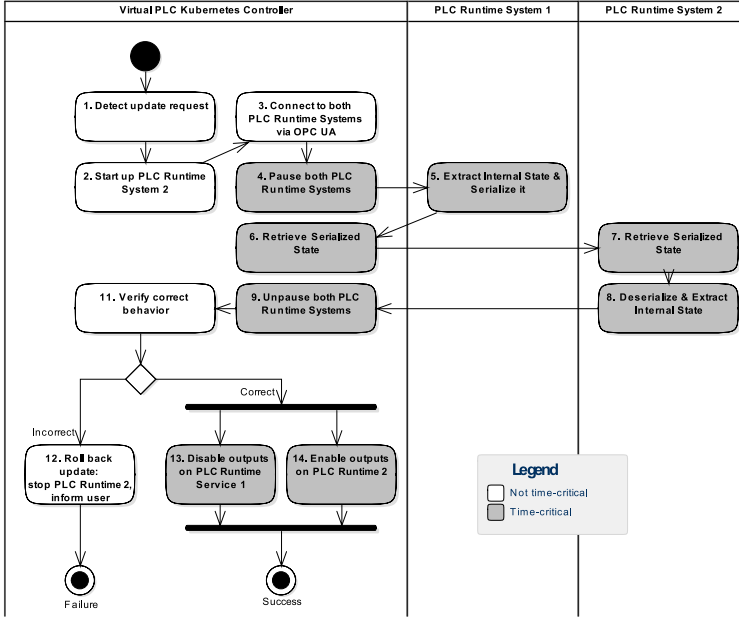 Virtual PLC Kubernetes Controller
PLC Runtime System 1
PLC Runtime System 2
1. Detect update request
3. Connect to both
PLC Runtime Systems
via OPC UA
2. Start up PLC Runtime
System 2
4. Pause both PLC
Runtime Systems
5. Extract Internal State &
Serialize it
6. Retrieve Serialized
State
7. Retrieve Serialized
State
11. Verify correct
behavior
9. Unpause both PLC
Runtime Systems
8. Deserialize & Extract
Internal State
Correct
Incorrect
12. Roll back
update:
stop PLC Runtime 2,
inform user
13. Disable outputs
on PLC Runtime
Service 1
14. Enable outputs
on PLC Runtime 2
Legend
Not time-critical
Time-critical
Failure
Success